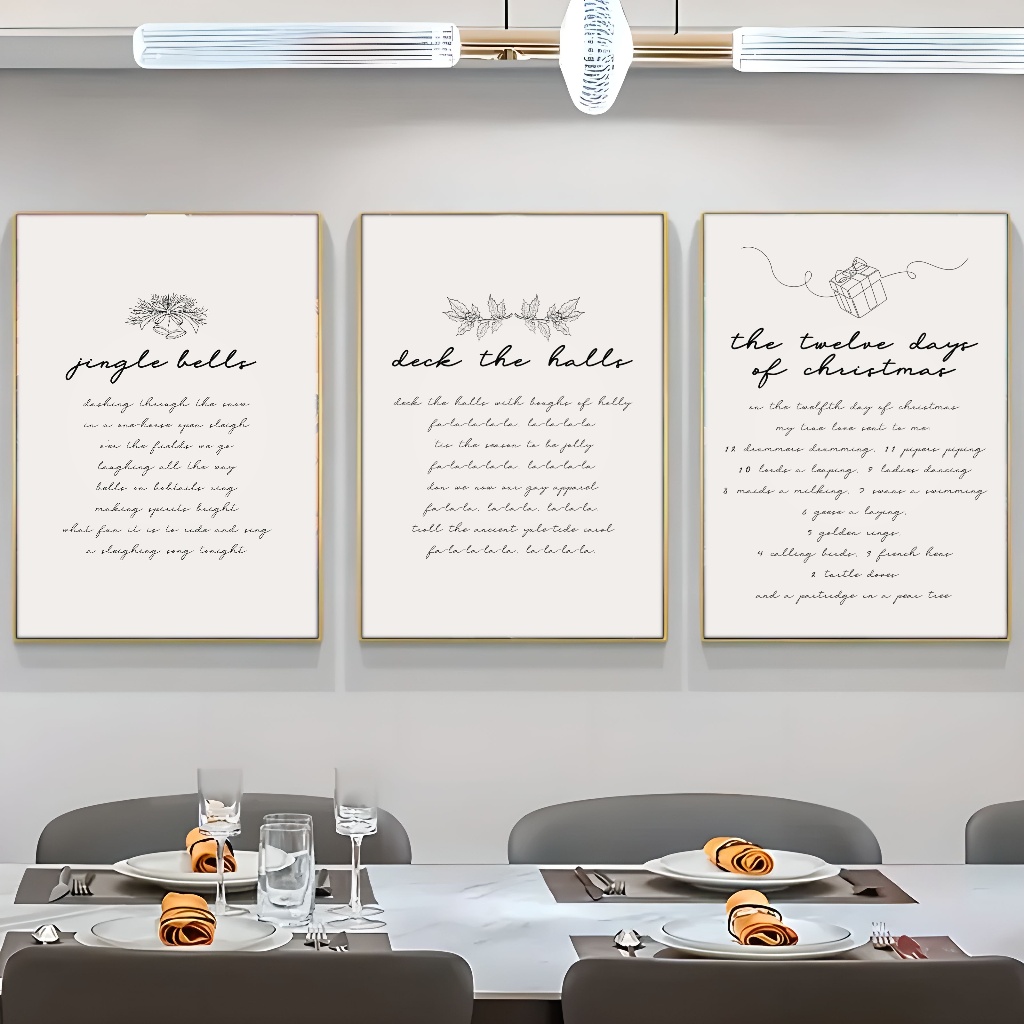 jingle bells
dashing through the snow
in a one-horse open sleigh
over the fields we go
laughing all the way
bells on bobtails ring
making spirits bright
what fun it is to ride and sing
a sleighing song tonight
deck the halls
deck the halls with boughs of holly
fa-la-la-la-la la-la-la-la
tis the season to be jolly
fa-la-la-la-la la-la-la-la
don we now our gay apparel
fa-la-la, la-la-la, la-la-la.
troll the ancient yule-tide carol
fa-la-la-la-la, la-la-la-la.
the twelve days
of christmas
on the twelfth day of christmas
my true love sent to me
12 drummers drumming, 11 pipers piping
10 lords a leaping, 9 ladies dancing
8 maids a milking, 7 swans a swimming
6 geese a laying,
5 golden rings,
4 calling birds, 3 french hens
2 turtle doves
and a partridge in a pear tree